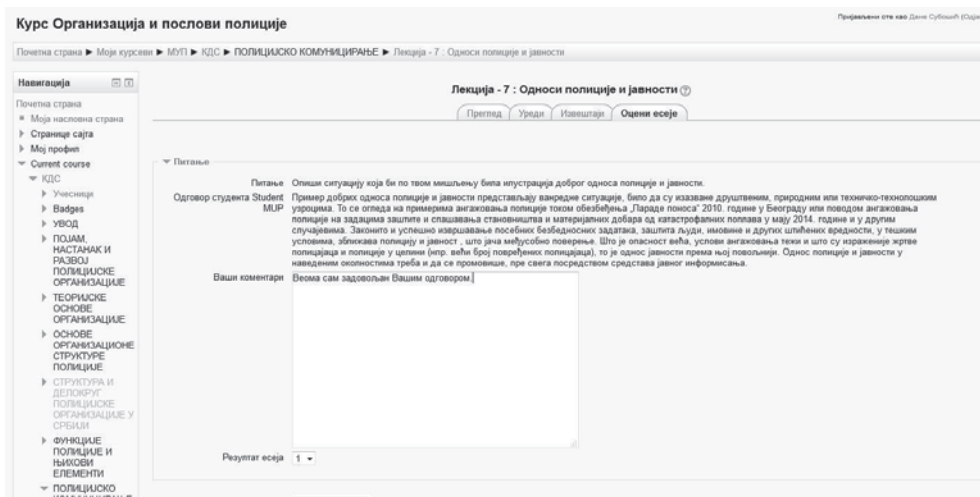 Курс Организација и послови полиције
Пријављени сте као Дане Субошић
Почетна страна ► Моји курсеви ► МУП ► КДС ► ПОЛИЦИЈСКО КОМУНИЦИРАЊЕ ► Лекција - 7 : Односи полиције и јавности
Навигација
Почетна страна
Моја насловна страна
Странице сајта
Мој профил
Current course
КДС
Учесници
Badges
УВОД
ПОЈАМ,
НАСТАНАК И
РАЗВОЈ
ПОЛИЦИЈСКЕ
ОРГАНИЗАЦИЈЕ
ТЕОРИЈСКЕ
ОСНОВЕ
ОРГАНИЗАЦИЈЕ
ОСНОВЕ
ОРГАНИЗАЦИОНЕ
СТРУКТУРЕ
ПОЛИЦИЈЕ
СТРУКТУРА И
ДЕЛОКРУГ
ПОЛИЦИЈСКЕ
ОРГАНИЗАЦИЈЕ У
СРБИЈИ
ФУНКЦИЈЕ
ПОЛИЦИЈЕ И
ЊИХОВИ
ЕЛЕМЕНТИ
ПОЛИЦИЈСКО
Лекција - 7 : Односи полиције и јавности
Преглед Уреди Извештаји Оцени есеје
Питање
Питање Опиши ситуацију која би по твом мишљењу била илустрација доброг односа полиције и јавности.
Одговор студента Student MUP Пример добрих односа полиције и јавности представљају ванредне ситуације, било да су изазване друштвеним, природним или техничко-технолошким
узроцима. То се огледа на примерима ангажовања полиције током обезбеђења „Параде поноса" 2010. године у Београду или поводом ангажовања
полиције на задацима заштите и спашавања становништва и материјалних добара од катастрофалних поплава у мају 2014. године и у другим
случајевима. Законито и успешно извршавање посебних безбедносних задатака, заштита људи, имовине и других штићених вредности, у тешким
условима, зближава полицију и јавност , што јача међусобно поверење. Што је опасност већа, услови ангажовања тежи и што су израженије жртве
полицајаца и полиције у целини (нпр. већи број повређених полицајаца), то је однос јавности према њој повољнији. Однос полиције и јавности у
наведеним околностима треба и да се промовише, пре свега посредством средстава јавног информисања.
Ваши коментари Веома сам задовољан Вашим одговором.
Резултат есеја 1